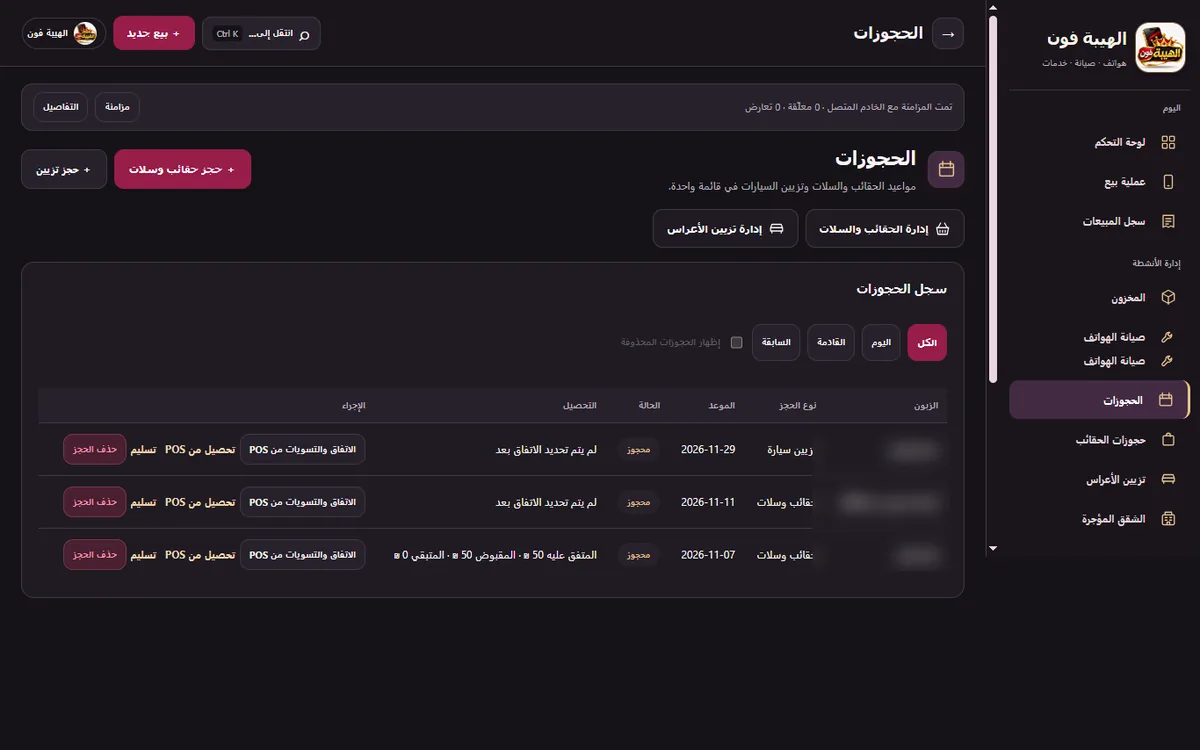 الهيبة فون
هواتف · صيانة · خدمات
اليوم
لوحة التحكم
عملية بيع
سجل المبيعات
إدارة الأنشطة
المخزون
صيانة الهواتف
صيانة الهواتف
الحجوزات
حجوزات الحقائب
تزيين الأعراس
الشقق المؤجرة
→ الحجوزات
انتقل إلى... Ctrl K
+ بيع جديد
الهيبة فون
تمت المزامنة مع الخادم المتصل · 0 معلّقة · 0 تعارض
مزامنة
التفاصيل
الحجوزات
مواعيد الحقائب والسلات وتزيين السيارات في قائمة واحدة.
+ حجز حقائب وسلات
+ حجز تزيين
إدارة الحقائب والسلات
إدارة تزيين الأعراس
سجل الحجوزات
الكل اليوم القادمة السابقة إظهار الحجوزات المحذوفة
الزبون نوع الحجز الموعد الحالة التحصيل الإجراء
زيين سيارة 2026-11-29 محجوز لم يتم تحديد الاتفاق بعد الاتفاق والتسويات من POS تحصيل من POS تسليم حذف الحجز
حقائب وسلات 2026-11-11 محجوز لم يتم تحديد الاتفاق بعد الاتفاق والتسويات من POS تحصيل من POS تسليم حذف الحجز
حقائب وسلات 2026-11-07 محجوز المتفق عليه 50 ₪ · المقبوض 50 ₪ · المتبقي 0 ₪ الاتفاق والتسويات من POS تحصيل من POS تسليم حذف الحجز